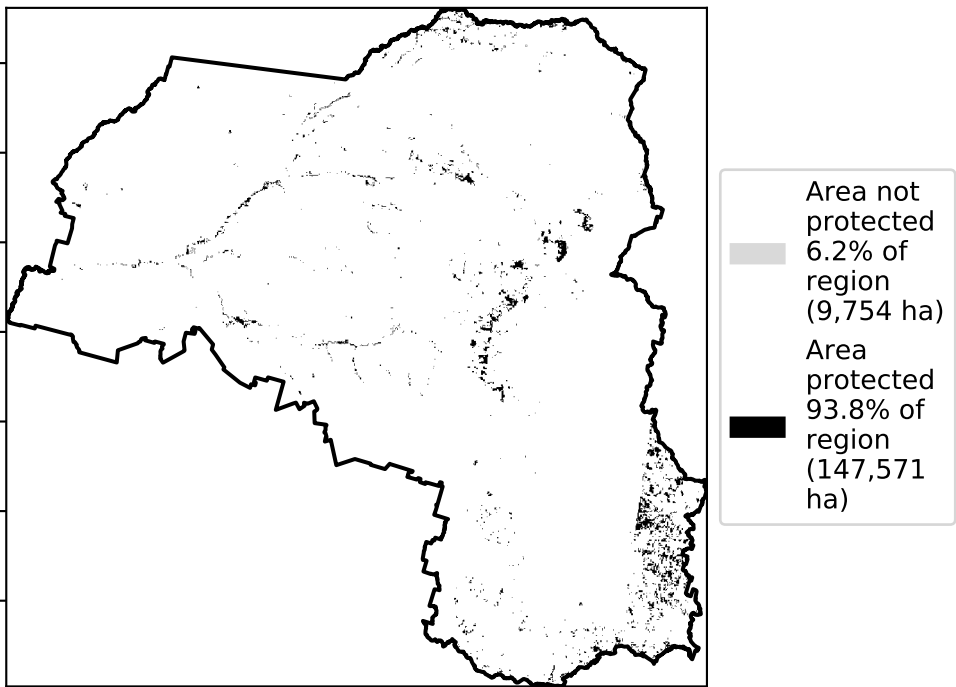 Area not
protected
6.2% of
region
(9,754 ha)
Area
protected
93.8% of
region
(147,571
ha)